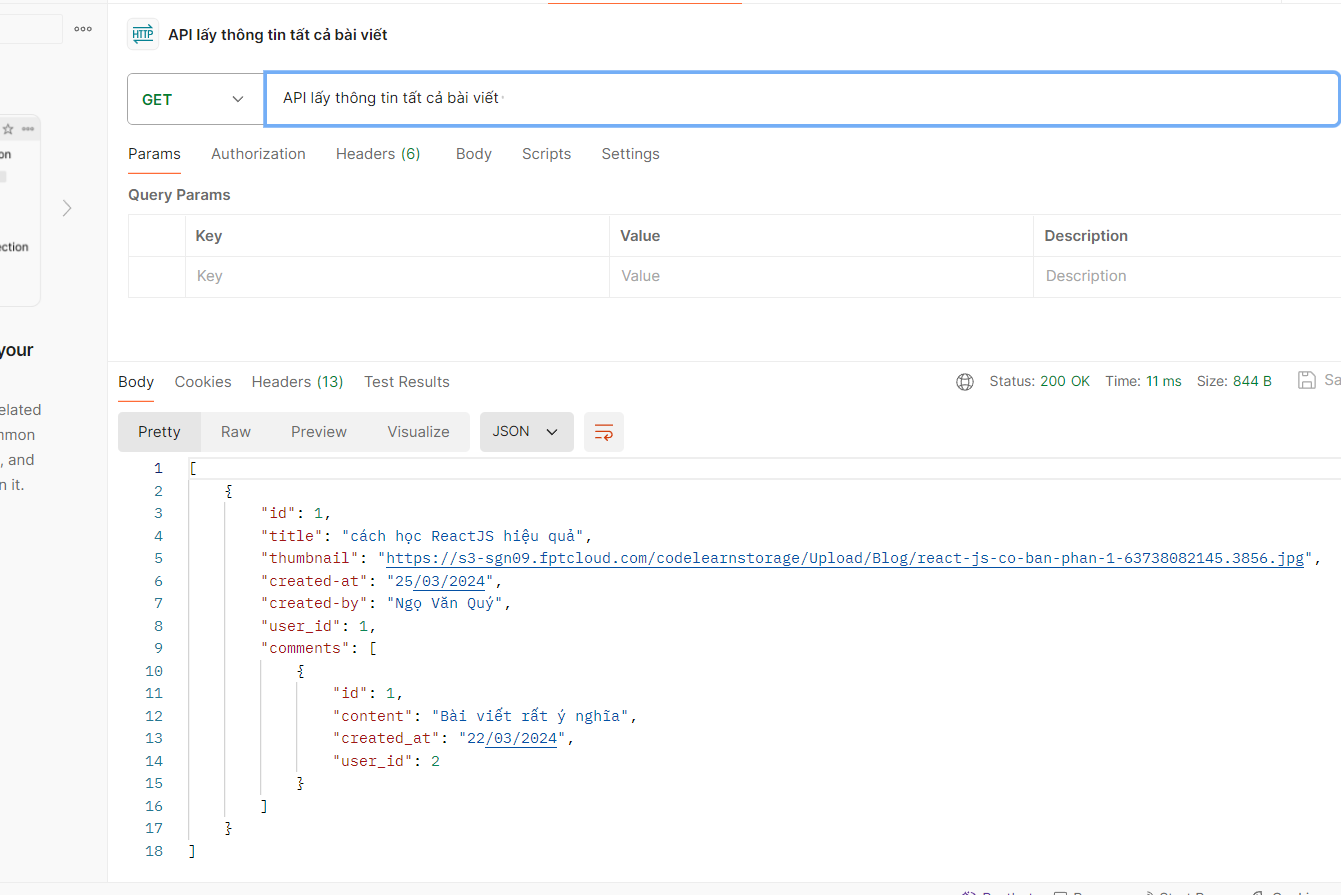 API lấy thông tin tất cả bài viết
GET
API lấy thông tin tất cả bài viết
Params Authorization Headers (6) Body Scripts Settings
Query Params
Key Value Description
Key Value Description
your
and
it.
Body Cookies Headers (13) Test Results Status: 200 OK Time: 11 ms Size: 844 B
Pretty Raw Preview Visualize JSON
1 [
2 {
3 "id": 1,
4 "title": "cách học ReactJS hiệu quả",
5 "thumbnail": "https://s3-sgn09.fptcloud.com/codelearnstorage/Upload/Blog/react-js-co-ban-phan-1-63738082145.3856.jpg",
6 "created-at": "25/03/2024",
7 "created-by": "Ngọ Văn Quý",
8 "user_id": 1,
9 "comments": [
10 {
11 "id": 1,
12 "content": "Bài viết rất ý nghĩa",
13 "created_at": "22/03/2024",
14 "user_id": 2
15 }
16 ]
17 }
18 ]